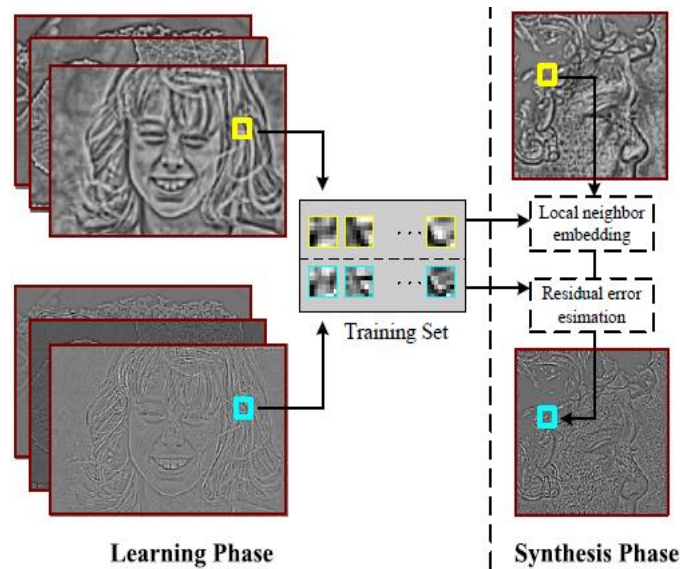 Local neighbor
embedding
Residual error
esimation
Training Set
Learning Phase
Synthesis Phase